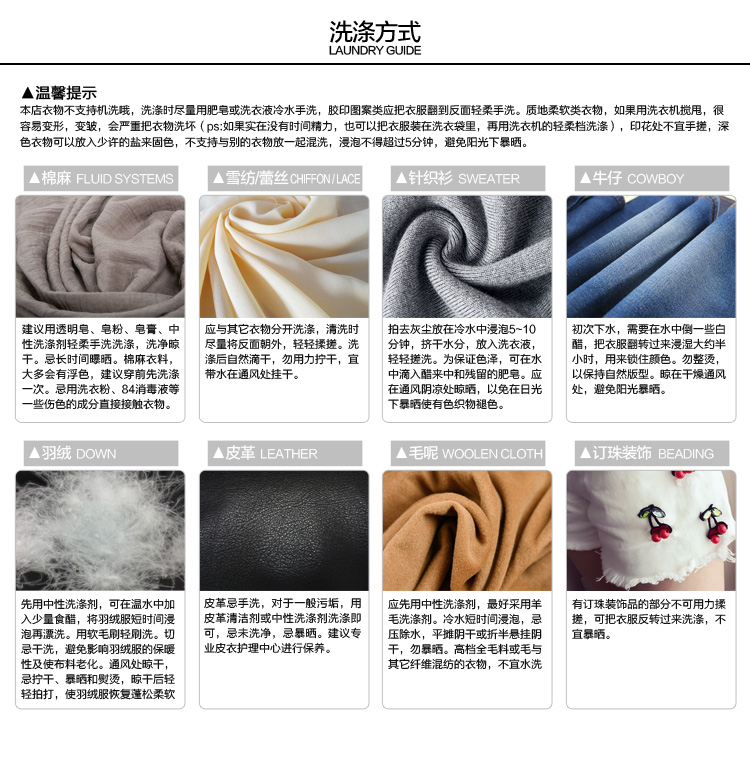 洗涤方式
LAUNDRY GUIDE
▲温馨提示
本店衣物不支持机洗哦，洗涤时尽量用肥皂或洗衣液冷水手洗，胶印图案类应把衣服翻到反面轻柔手洗。质地柔软类衣物，如果用洗衣机搅甩，很
容易变形，变皱，会严重把衣物洗坏（ps:如果实在没有时间精力，也可以把衣服装在洗衣袋里，再用洗衣机的轻柔档洗涤），印花处不宜手搓，深
色衣物可以放入少许的盐来固色，不支持与别的衣物放一起混洗，浸泡不得超过5分钟，避免阳光下暴晒。
▲棉麻 FLUID SYSTEMS
建议用透明皂、皂粉、皂膏、中
性洗涤剂轻柔手洗洗涤，洗净晾
干。忌长时间曝晒。棉麻衣料，
大多会有浮色，建议穿前先洗涤
一次。忌用洗衣粉、84消毒液等
一些伤色的成分直接接触衣物。
▲雪纺/蕾丝 CHIFFON / LACE
应与其它衣物分开洗涤，清洗时
尽量将反面朝外，轻轻揉搓。洗
涤后自然滴干，勿用力拧干，宜
带水在通风处挂干。
▲针织衫 SWEATER
拍去灰尘放在冷水中浸泡5~10
分钟，挤干水分，放入洗衣液，
轻轻搓洗。为保证色泽，可在水
中滴入醋来中和残留的肥皂。应
在通风阴凉处晾晒，以免在日光
下暴晒使有色织物褪色。
▲牛仔 COWBOY
初次下水，需要在水中倒一些白
醋，把衣服翻转过来浸湿大约半
小时，用来锁住颜色。勿整烫，
以保持自然版型。晾在干燥通风
处，避免阳光暴晒。
▲羽绒 DOWN
先用中性洗涤剂，可在温水中加
入少量食醋，将羽绒服短时间浸
泡再漂洗。用软毛刷轻刷洗。切
忌干洗，避免影响羽绒服的保暖
性及使布料老化。通风处晾干，
忌拧干、暴晒和熨烫，晾干后轻
轻拍打，使羽绒服恢复蓬松柔软
▲皮革 LEATHER
皮革忌手洗，对于一般污垢，用
皮革清洁剂或中性洗涤剂洗涤即
可，忌未洗净，忌暴晒。建议专
业皮衣护理中心进行保养。
▲毛呢 WOOLEN CLOTH
应先用中性洗涤剂，最好采用羊
毛洗涤剂。冷水短时间浸泡，忌
压除水，平摊阴干或折半悬挂阴
干，勿暴晒。高档全毛料或毛与
其它纤维混纺的衣物，不宜水洗
▲订珠装饰 BEADING
有订珠装饰品的部分不可用力揉
搓，可把衣服反转过来洗涤，不
宜暴晒。